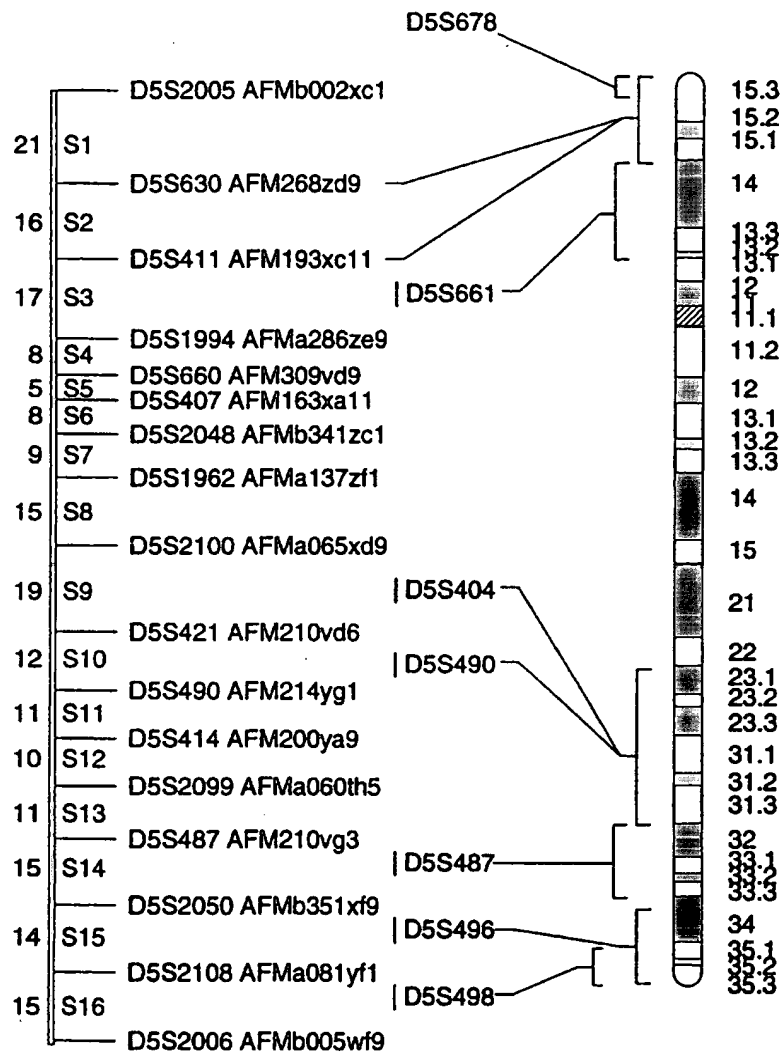 D5S678
D5S2005 AFMb002xc1
21 S1
D5S630 AFM268zd9
16 S2
D5S411 AFM193xc11
17 S3
D5S661
D5S1994 AFMa286ze9
8 S4
D5S660 AFM309vd9
5 S5
D5S407 AFM163xa11
8 S6
D5S2048 AFMb341zc1
9 S7
D5S1962 AFMa137zf1
15 S8
D5S2100 AFMa065xd9
19 S9
D5S404
D5S421 AFM210vd6
12 S10
D5S490
D5S490 AFM214yg1
11 S11
D5S414 AFM200ya9
10 S12
D5S2099 AFMa060th5
11 S13
D5S487 AFM210vg3
15 S14
D5S487
D5S2050 AFMb351xf9
14 S15
D5S496
D5S2108 AFMa081yf1
15 S16
D5S498
D5S2006 AFMb005wf9
15.3
15.2
15.1
14
13.3
13.2
13.1
12
11
11.1
11.2
12
13.1
13.2
13.3
14
15
21
22
23.1
23.2
23.3
31.1
31.2
31.3
32
33.1
33.2
33.3
34
35.1
35.2
35.3